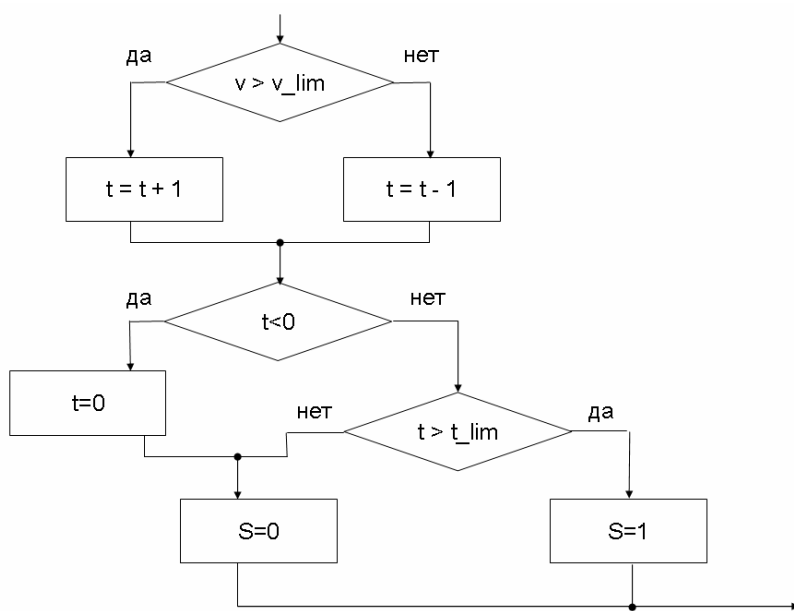 да
нет
v > v_lim
t = t + 1
t = t - 1
да
нет
t<0
t=0
нет
да
t > t_lim
S=0
S=1